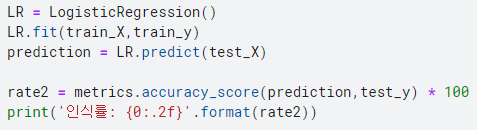 LR = LogisticRegression()
LR.fit(train_X,train_y)
prediction = LR.predict(test_X)
rate2 = metrics.accuracy_score(prediction,test_y) * 100
print('인식률: {0:.2f}'.format(rate2))